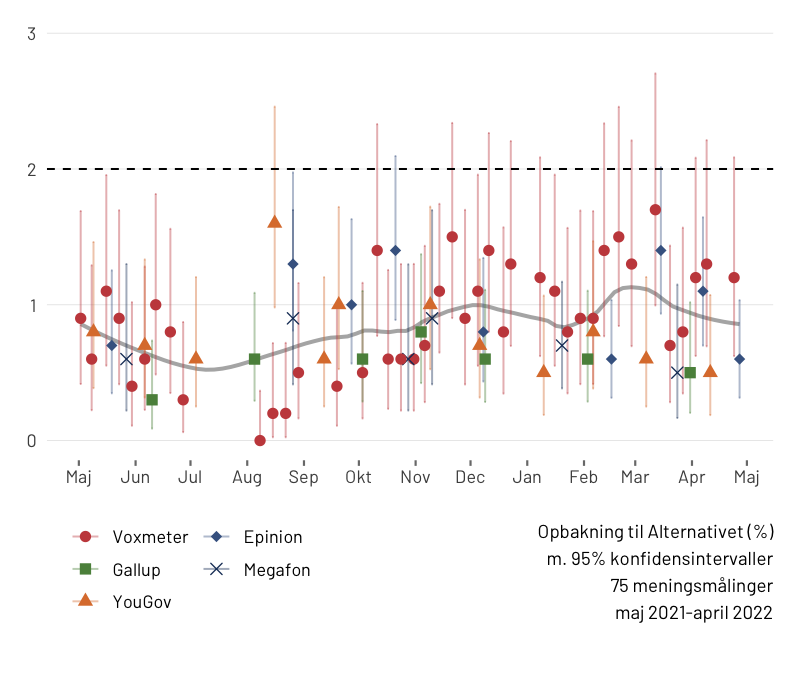 3
2
1
0
Maj Jun Jul Aug Sep Okt Nov Dec Jan Feb Mar Apr Maj
Voxmeter Epinion
Gallup Megafon
YouGov
Opbakning til Alternativet (%)
m. 95% konfidensintervaller
75 meningsmålinger
maj 2021-april 2022